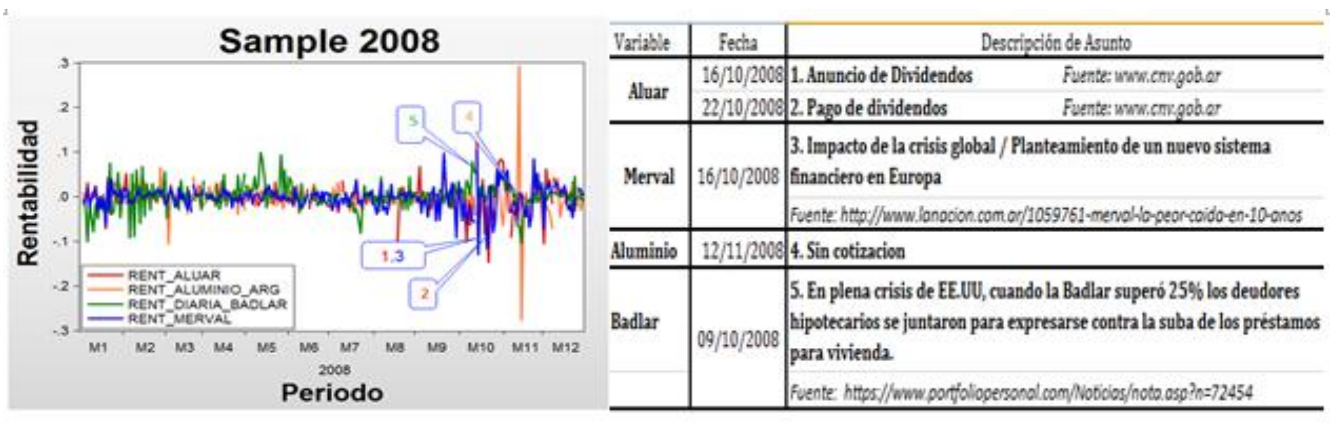 Sample 2008
Rentabilidad
.3
.2
.1
.0
-.1
-.2
-.3
5
4
1,3
2
RENT_ALUAR
RENT_ALUMINIO_ARG
RENT_DIARIA_BADLAR
RENT_MERVAL
M1 M2 M3 M4 M5 M6 M7 M8 M9 M10 M11 M12
2008
Periodo
Variable Fecha Descripción de Asunto
Aluar
16/10/2008 1. Anuncio de Dividendos Fuente: www.cnv.gob.ar
22/10/2008 2. Pago de dividendos Fuente: www.cnv.gob.ar
Merval 16/10/2008
3. Impacto de la crisis global / Planteamiento de un nuevo sistema
financiero en Europa
Fuente: http://www.lanacion.com.ar/1059761-merval-la-peor-caida-en-10-anos
Aluminio 12/11/2008 4. Sin cotizacion
Badlar 09/10/2008
5. En plena crisis de EE.UU, cuando la Badlar superó 25% los deudores
hipotecarios se juntaron para expresarse contra la suba de los préstamos
para vivienda.
Fuente: https://www.portfoliopersonal.com/Noticias/nota.asp?n=72454